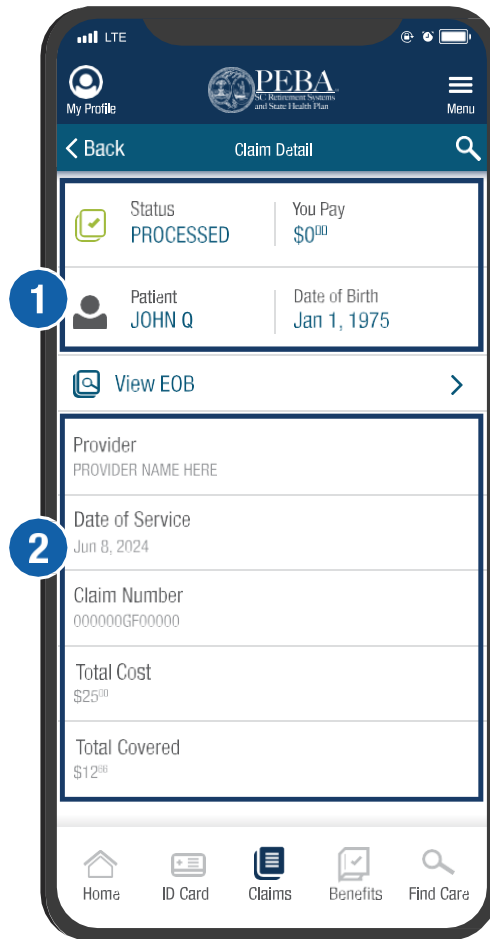 LTE
My Profile
PEBA
SC Retirement Systems
and State Health Plan
Menu
Back
Claim Detail
Status
PROCESSED
You Pay
$000
1
Patient
JOHN Q
Date of Birth
Jan 1, 1975
View EOB
Provider
PROVIDER NAME HERE
2
Date of Service
Jun 8, 2024
Claim Number
000000GF00000
Total Cost
$2500
Total Covered
$1266
Home
ID Card
Claims
Benefits
Find Care